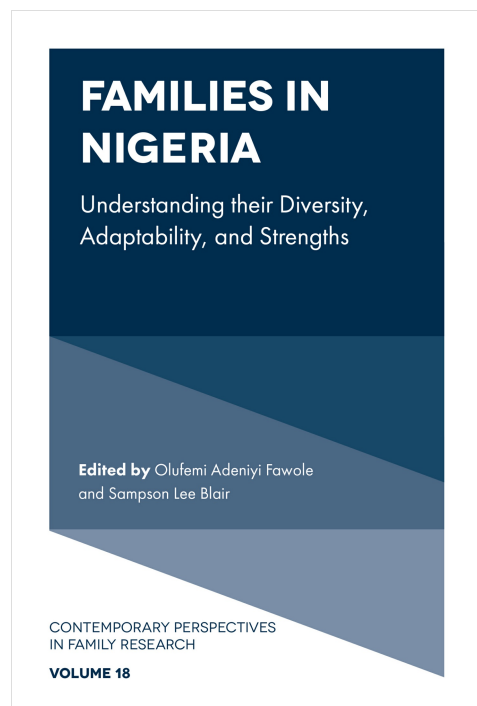 FAMILIES IN
NIGERIA
Understanding their Diversity,
Adaptability, and Strengths
Edited by Olufemi Adeniyi Fawole
and Sampson Lee Blair
CONTEMPORARY PERSPECTIVES
IN FAMILY RESEARCH
VOLUME 18